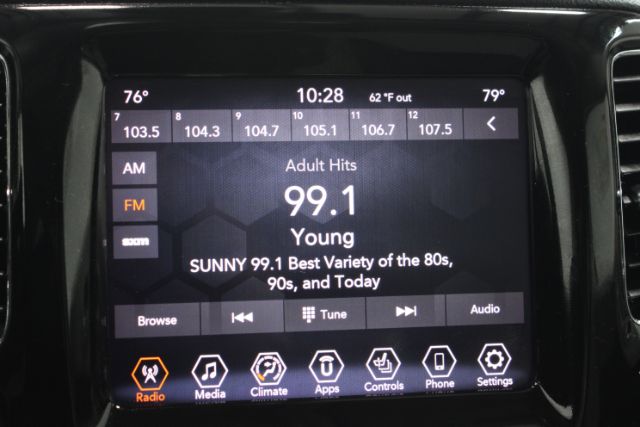 76° 10:28 62 °F out 79°
7 8 9 10 11 12
103.5 104.3 104.7 105.1 106.7 107.5
AM
FM
sxm
Adult Hits
99.1
Young
SUNNY 99.1 Best Variety of the 80s,
90s, and Today
Browse Tune Audio
Radio Media Climate Apps Controls Phone Settings